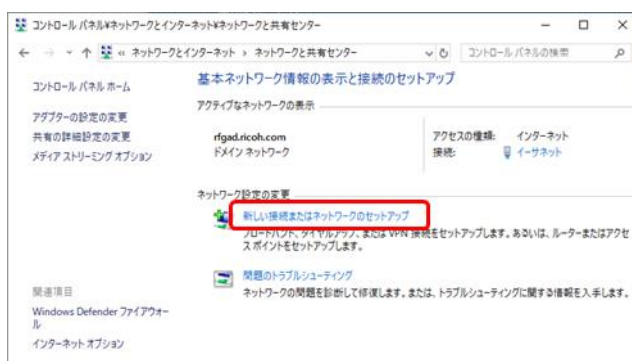 コントロール パネル¥ネットワークとインターネット¥ネットワークと共有センター
« ネットワークとインターネット › ネットワークと共有センター
コントロール パネルの検索
コントロール パネル ホーム
アダプターの設定の変更
共有の詳細設定の変更
メディア ストリーミング オプション
基本ネットワーク情報の表示と接続のセットアップ
アクティブなネットワークの表示
rfgad.ricoh.com
ドメイン ネットワーク
アクセスの種類: インターネット
接続: イーサネット
ネットワーク設定の変更
新しい接続またはネットワークのセットアップ
ブロードバンド、ダイヤルアップ、または VPN 接続をセットアップします。あるいは、ルーターまたはアクセ
ス ポイントをセットアップします。
問題のトラブルシューティング
ネットワークの問題を診断して修復します。または、トラブルシューティングに関する情報を入手します。
関連項目
Windows Defender ファイアウォー
ル
インターネット オプション